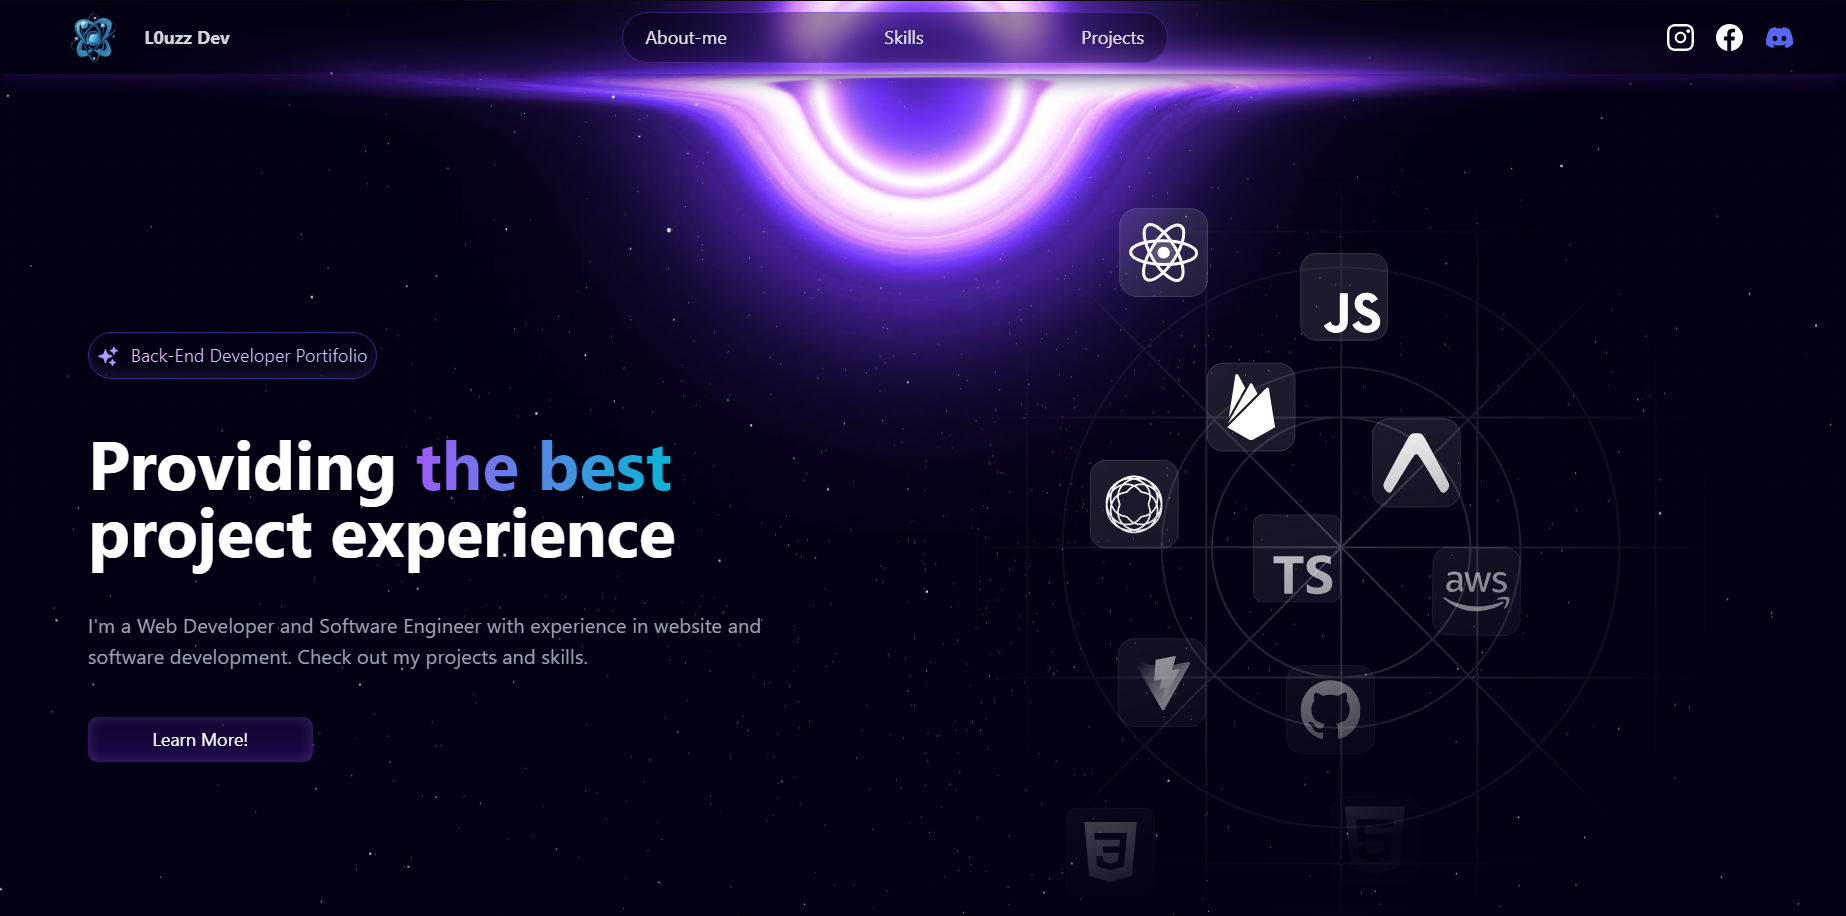 L0uzz Dev
About-me
Skills
Projects
Back-End Developer Portifolio
Providing the best
project experience
I'm a Web Developer and Software Engineer with experience in website and
software development. Check out my projects and skills.
Learn More!
JS
TS
aws
3
5